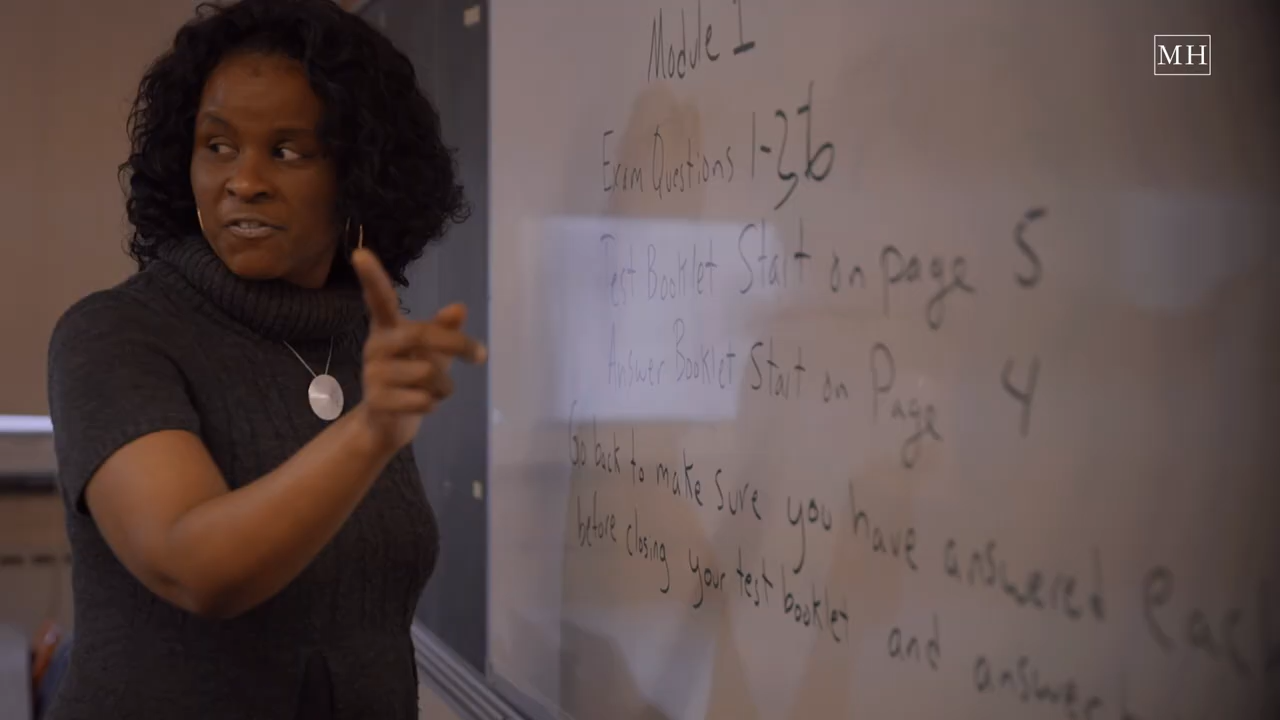 MH
Module 1
Exam Questions 1-36
Test Booklet Start on page 5
Answer Booklet Start on Page 4
Go back to make sure you have answered
before closing your test booklet and answer